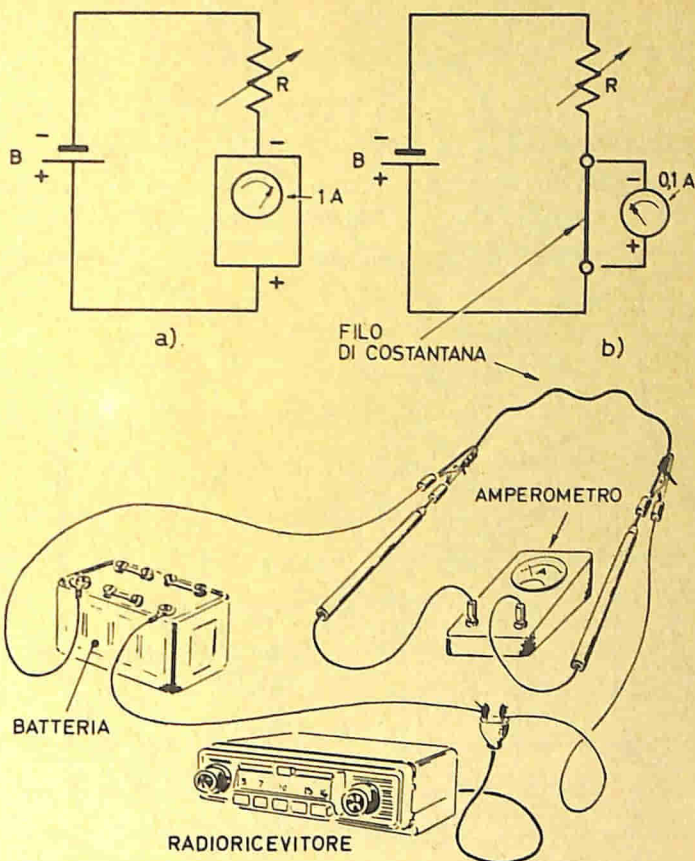 R
B
-
+
-
1 A
+
a)
R
B
-
+
-
0,1 A
+
b)
FILO
DI COSTANTANA
AMPEROMETRO
A
BATTERIA
RADIORICEVITORE